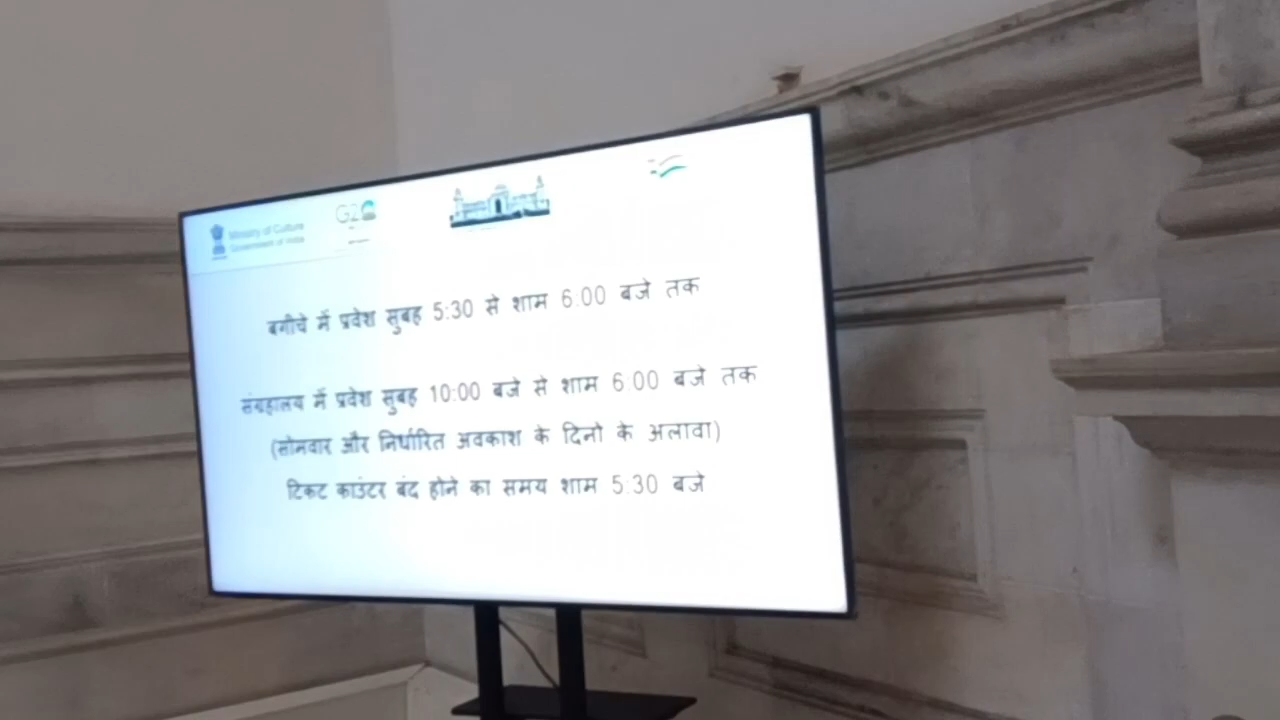 Ministry of Culture
Government of India
G20
बगीचे में प्रवेश सुबह 5:30 से शाम 6:00 बजे तक
संग्रहालय में प्रवेश सुबह 10:00 बजे से शाम 6:00 बजे तक
(सोमवार और निर्धारित अवकाश के दिनो के अलावा)
टिकट काउंटर बंद होने का समय शाम 5:30 बजे